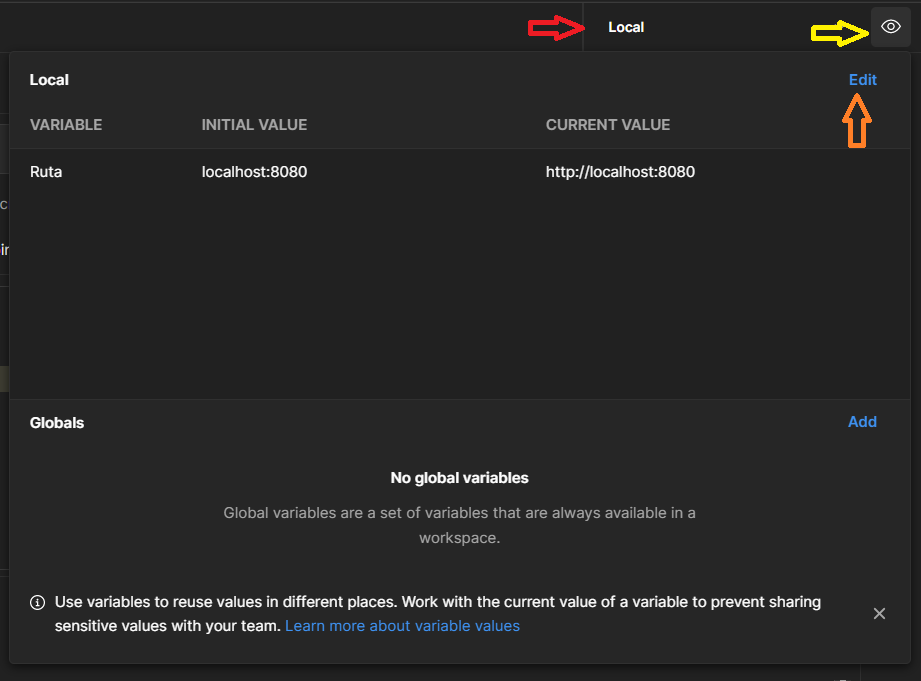 Local
Local
Edit
VARIABLE INITIAL VALUE CURRENT VALUE
Ruta localhost:8080 http://localhost:8080
Globals
Add
No global variables
Global variables are a set of variables that are always available in a
workspace.
Use variables to reuse values in different places. Work with the current value of a variable to prevent sharing
sensitive values with your team. Learn more about variable values